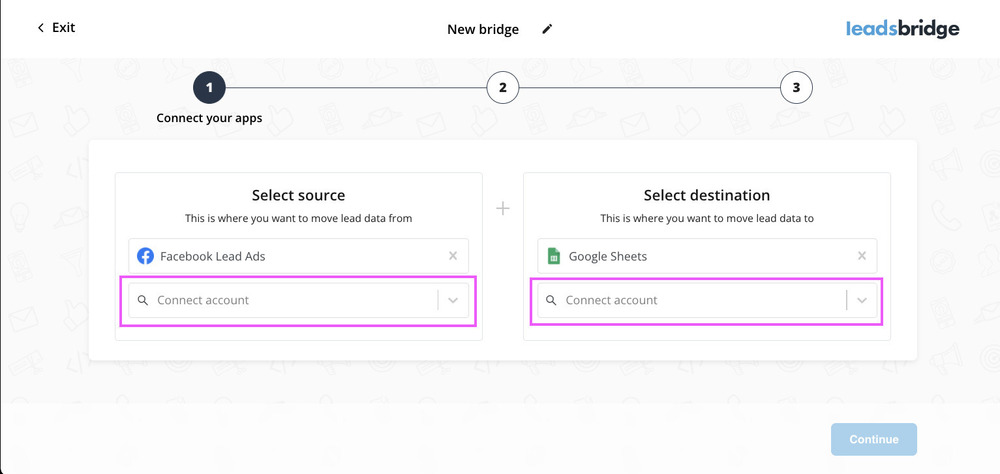 Exit
New bridge
leadsbridge
1
2
3
Connect your apps
Select source
This is where you want to move lead data from
Facebook Lead Ads
Connect account
Select destination
This is where you want to move lead data to
Google Sheets
Connect account
Continue